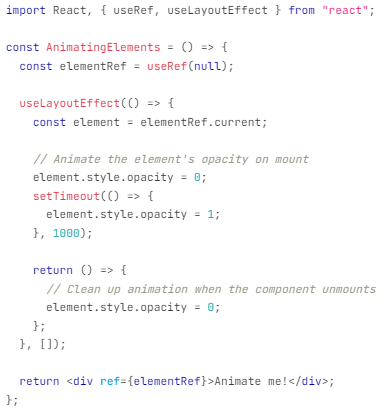 import React, { useRef, useLayoutEffect } from "react";

const AnimatingElements = () => {
  const elementRef = useRef(null);

  useLayoutEffect(() => {
    const element = elementRef.current;

    // Animate the element's opacity on mount
    element.style.opacity = 0;
    setTimeout(() => {
      element.style.opacity = 1;
    }, 1000);

    return () => {
      // Clean up animation when the component unmounts
      element.style.opacity = 0;
    };
  }, []);

  return <div ref={elementRef}>Animate me!</div>;
};